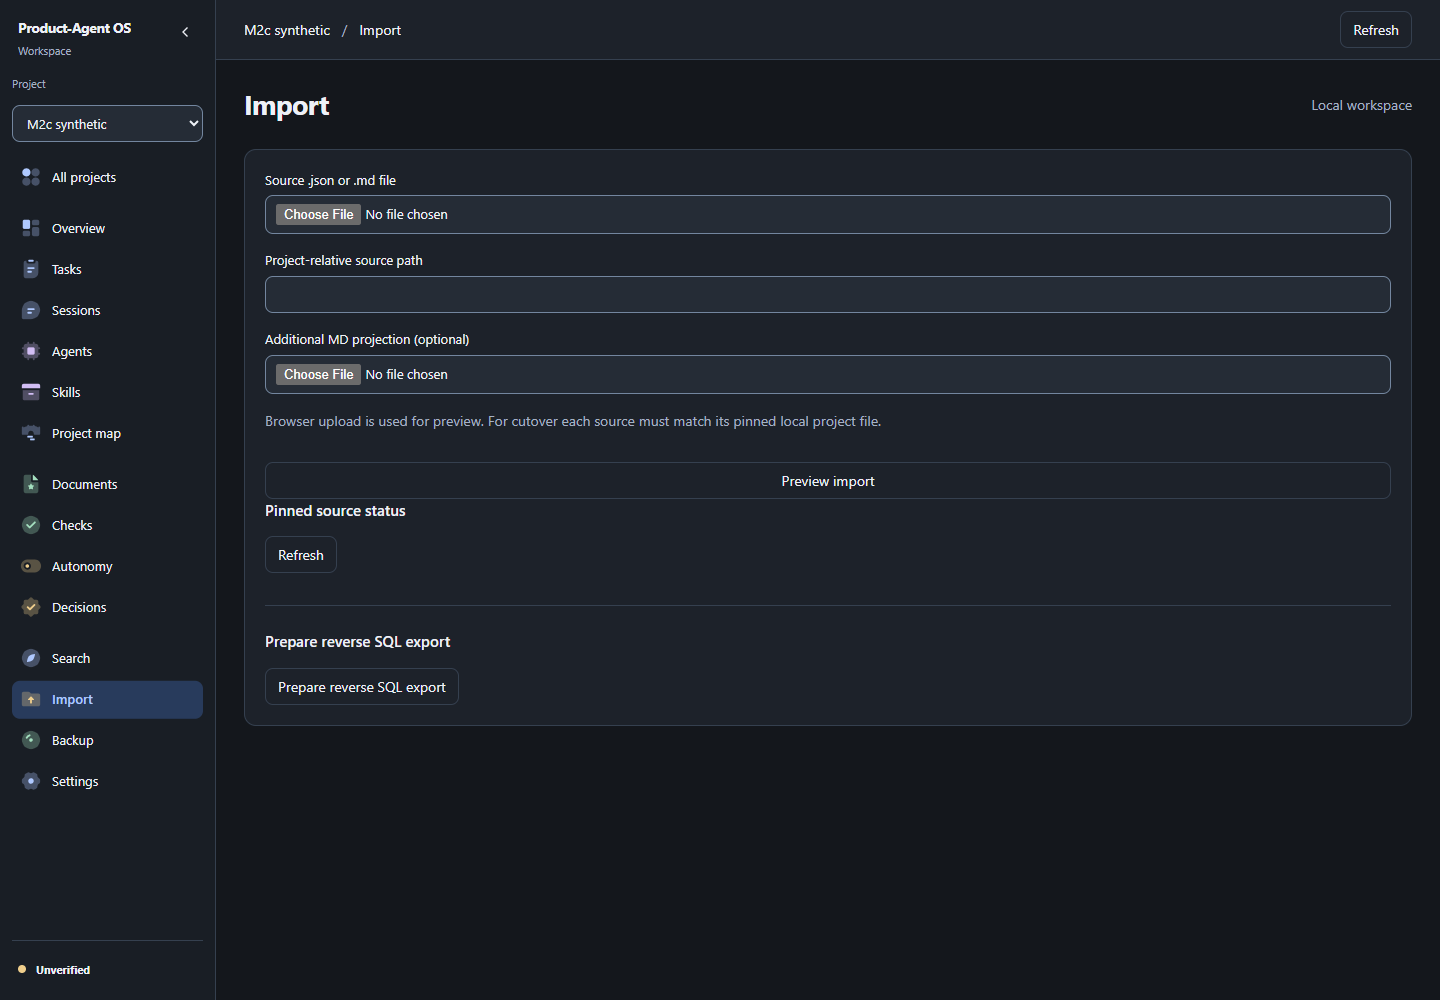 Product-Agent OS
Workspace
Project
M2c synthetic
All projects
Overview
Tasks
Sessions
Agents
Skills
Project map
Documents
Checks
Autonomy
Decisions
Search
Import
Backup
Settings
Unverified
M2c synthetic / Import
Refresh
Import
Local workspace
Source .json or .md file
Choose File No file chosen
Project-relative source path
Additional MD projection (optional)
Choose File No file chosen
Browser upload is used for preview. For cutover each source must match its pinned local project file.
Preview import
Pinned source status
Refresh
Prepare reverse SQL export
Prepare reverse SQL export